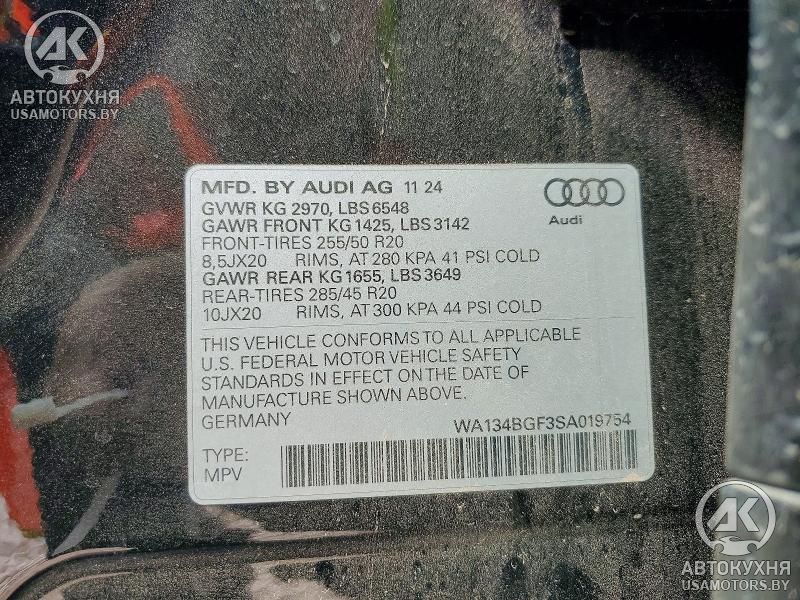 AK
АВТОКУХНЯ
USAMOTORS.BY
MFD. BY AUDI AG 11 24
GVWR KG 2970, LBS 6548
GAWR FRONT KG 1425, LBS 3142
FRONT-TIRES 255/50 R20
8,5JX20 RIMS, AT 280 KPA 41 PSI COLD
GAWR REAR KG 1655, LBS 3649
REAR-TIRES 285/45 R20
10JX20 RIMS, AT 300 KPA 44 PSI COLD
Audi
THIS VEHICLE CONFORMS TO ALL APPLICABLE
U.S. FEDERAL MOTOR VEHICLE SAFETY
STANDARDS IN EFFECT ON THE DATE OF
MANUFACTURE SHOWN ABOVE.
GERMANY WA134BGF3SA019754
TYPE:
MPV
AK
АВТОКУХНЯ
USAMOTORS.BY